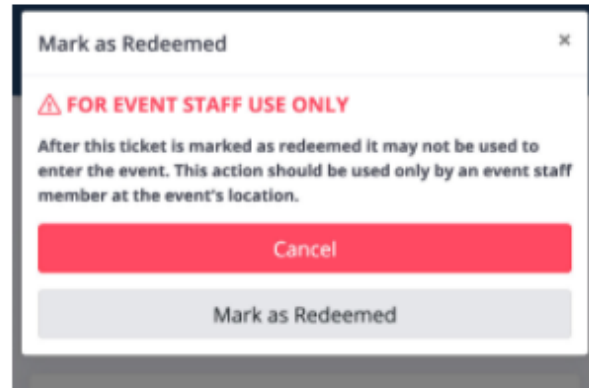 Mark as Redeemed ×
⚠ FOR EVENT STAFF USE ONLY
After this ticket is marked as redeemed it may not be used to
enter the event. This action should be used only by an event staff
member at the event's location.
Cancel
Mark as Redeemed